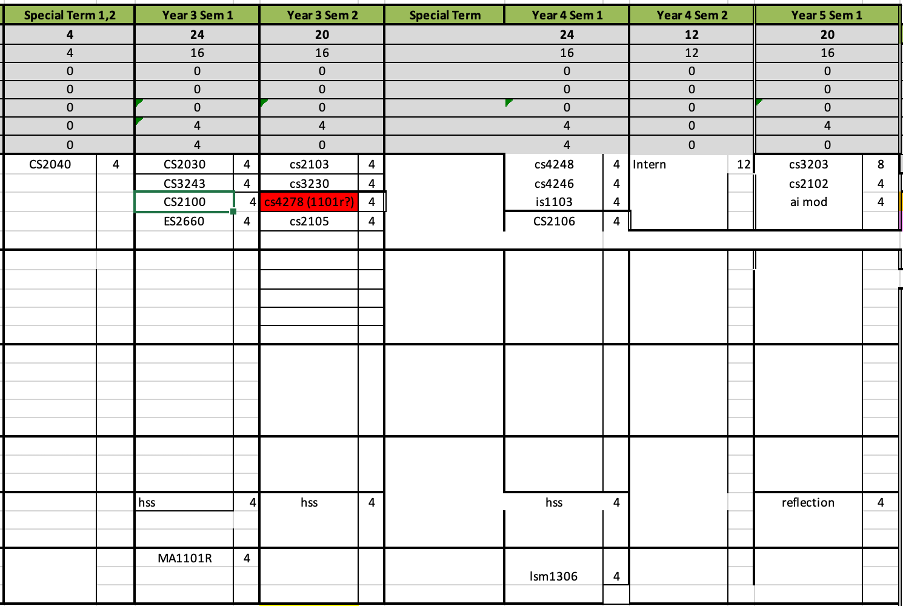 Special Term 1,2 Year 3 Sem 1 Year 3 Sem 2 Special Term Year 4 Sem 1 Year 4 Sem 2 Year 5 Sem 1
4 24 20 24 12 20
4 16 16 16 12 16
0 0 0 0 0 0
0 0 0 0 0 0
0 0 0 0 0 0
0 4 4 4 0 4
0 4 0 4 0 0
CS2040 4 CS2030 4 cs2103 4 cs4248 4 Intern 12 cs3203 8
CS3243 4 cs3230 4 cs4246 4 cs2102 4
CS2100 4 cs4278 (1101r?) 4 is1103 4 ai mod 4
ES2660 4 cs2105 4 CS2106 4
hss 4 hss 4 hss 4 reflection 4
MA1101R 4
lsm1306 4